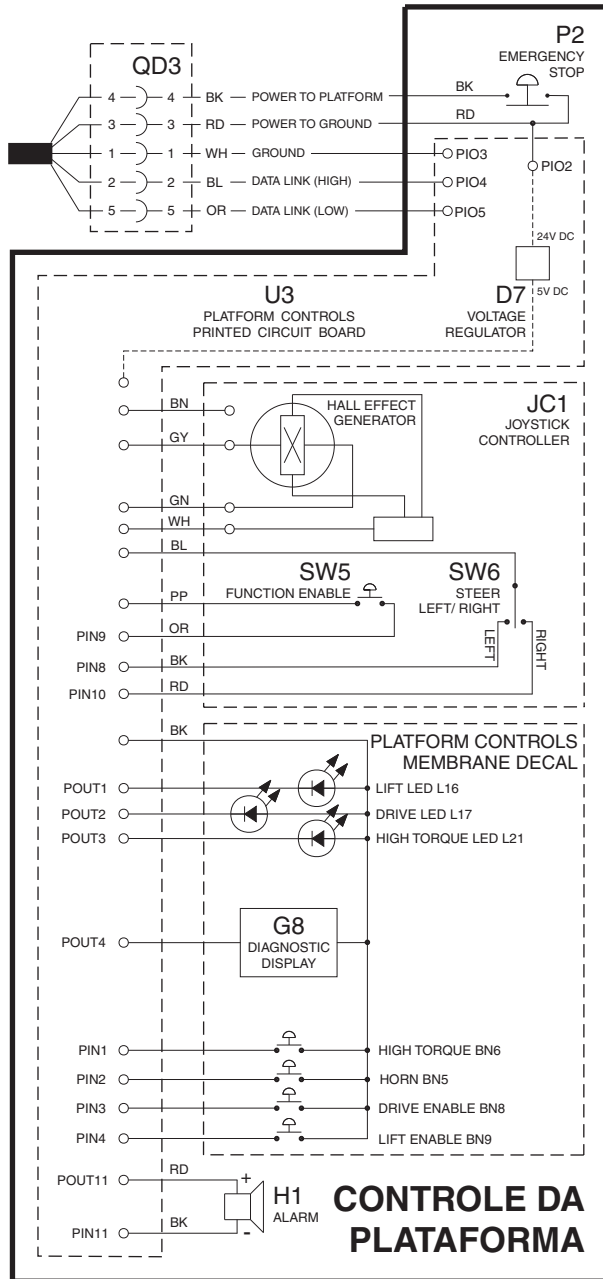 P2
EMERGENCY
STOP
QD3
4 4 BK POWER TO PLATFORM BK
3 3 RD POWER TO GROUND RD
1 1 WH GROUND PIO3
2 2 BL DATA LINK (HIGH) PIO4
5 5 OR DATA LINK (LOW) PIO5
PIO2
24V DC
5V DC
U3
PLATFORM CONTROLS
PRINTED CIRCUIT BOARD
D7
VOLTAGE
REGULATOR
JC1
JOYSTICK
CONTROLLER
HALL EFFECT
GENERATOR
BN
GY
GN
WH
BL
SW5
FUNCTION ENABLE
SW6
STEER
LEFT/ RIGHT
LEFT
RIGHT
PP
PIN9 OR
PIN8 BK
PIN10 RD
BK
PLATFORM CONTROLS
MEMBRANE DECAL
POUT1 LIFT LED L16
POUT2 DRIVE LED L17
POUT3 HIGH TORQUE LED L21
POUT4
G8
DIAGNOSTIC
DISPLAY
PIN1 HIGH TORQUE BN6
PIN2 HORN BN5
PIN3 DRIVE ENABLE BN8
PIN4 LIFT ENABLE BN9
POUT11 RD +
H1
ALARM
PIN11 BK -
CONTROLE DA
PLATAFORMA